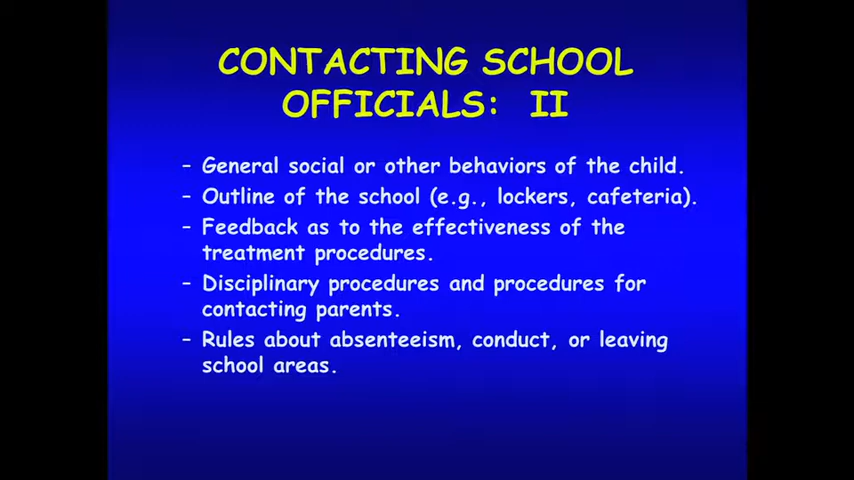 CONTACTING SCHOOL
OFFICIALS: II
– General social or other behaviors of the child.
– Outline of the school (e.g., lockers, cafeteria).
– Feedback as to the effectiveness of the
treatment procedures.
– Disciplinary procedures and procedures for
contacting parents.
– Rules about absenteeism, conduct, or leaving
school areas.